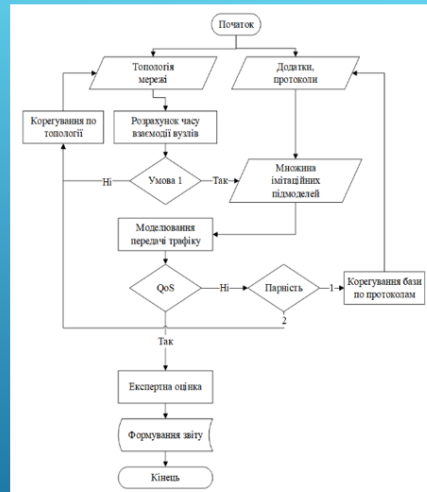 Початок
Топологія
мережі
Додатки,
протоколи
Корегування по
топології
Розрахунок часу
взаємодії вузлів
Ні
Умова 1
Так
Множина
імітаційних
підмоделей
Моделювання
передачі трафіку
QoS
Ні
Парність
1
Корегування бази
по протоколам
2
Так
Експертна оцінка
Формування звіту
Кінець